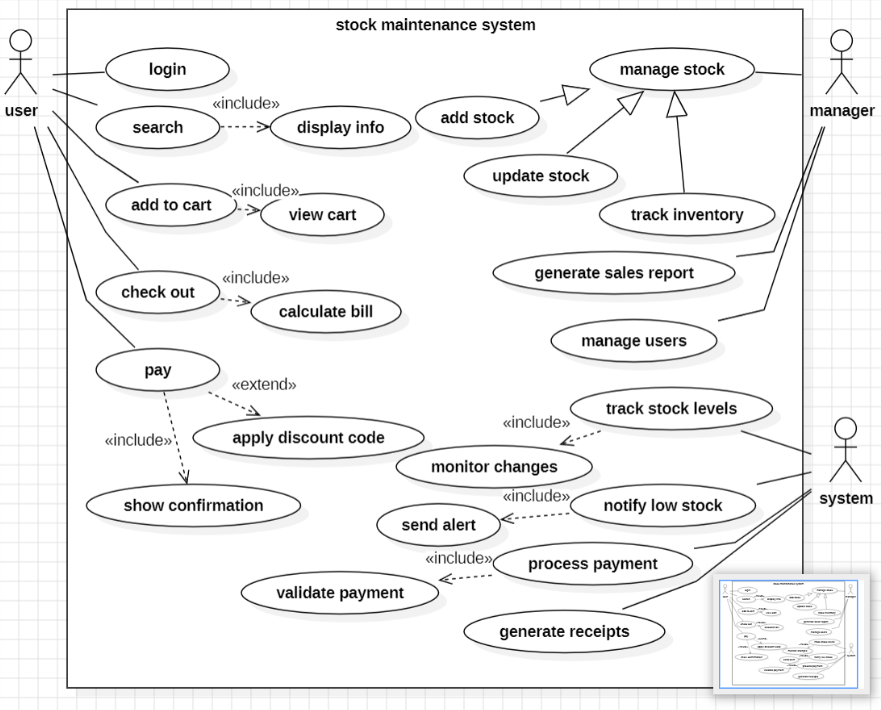 stock maintenance system
login
manage stock
user
manager
«include»
search
display info
add stock
update stock
«include»
add to cart
view cart
track inventory
generate sales report
«include»
check out
calculate bill
manage users
pay
«extend»
track stock levels
«include»
apply discount code
«include»
monitor changes
system
«include»
show confirmation
notify low stock
send alert
«include»
process payment
validate payment
generate receipts